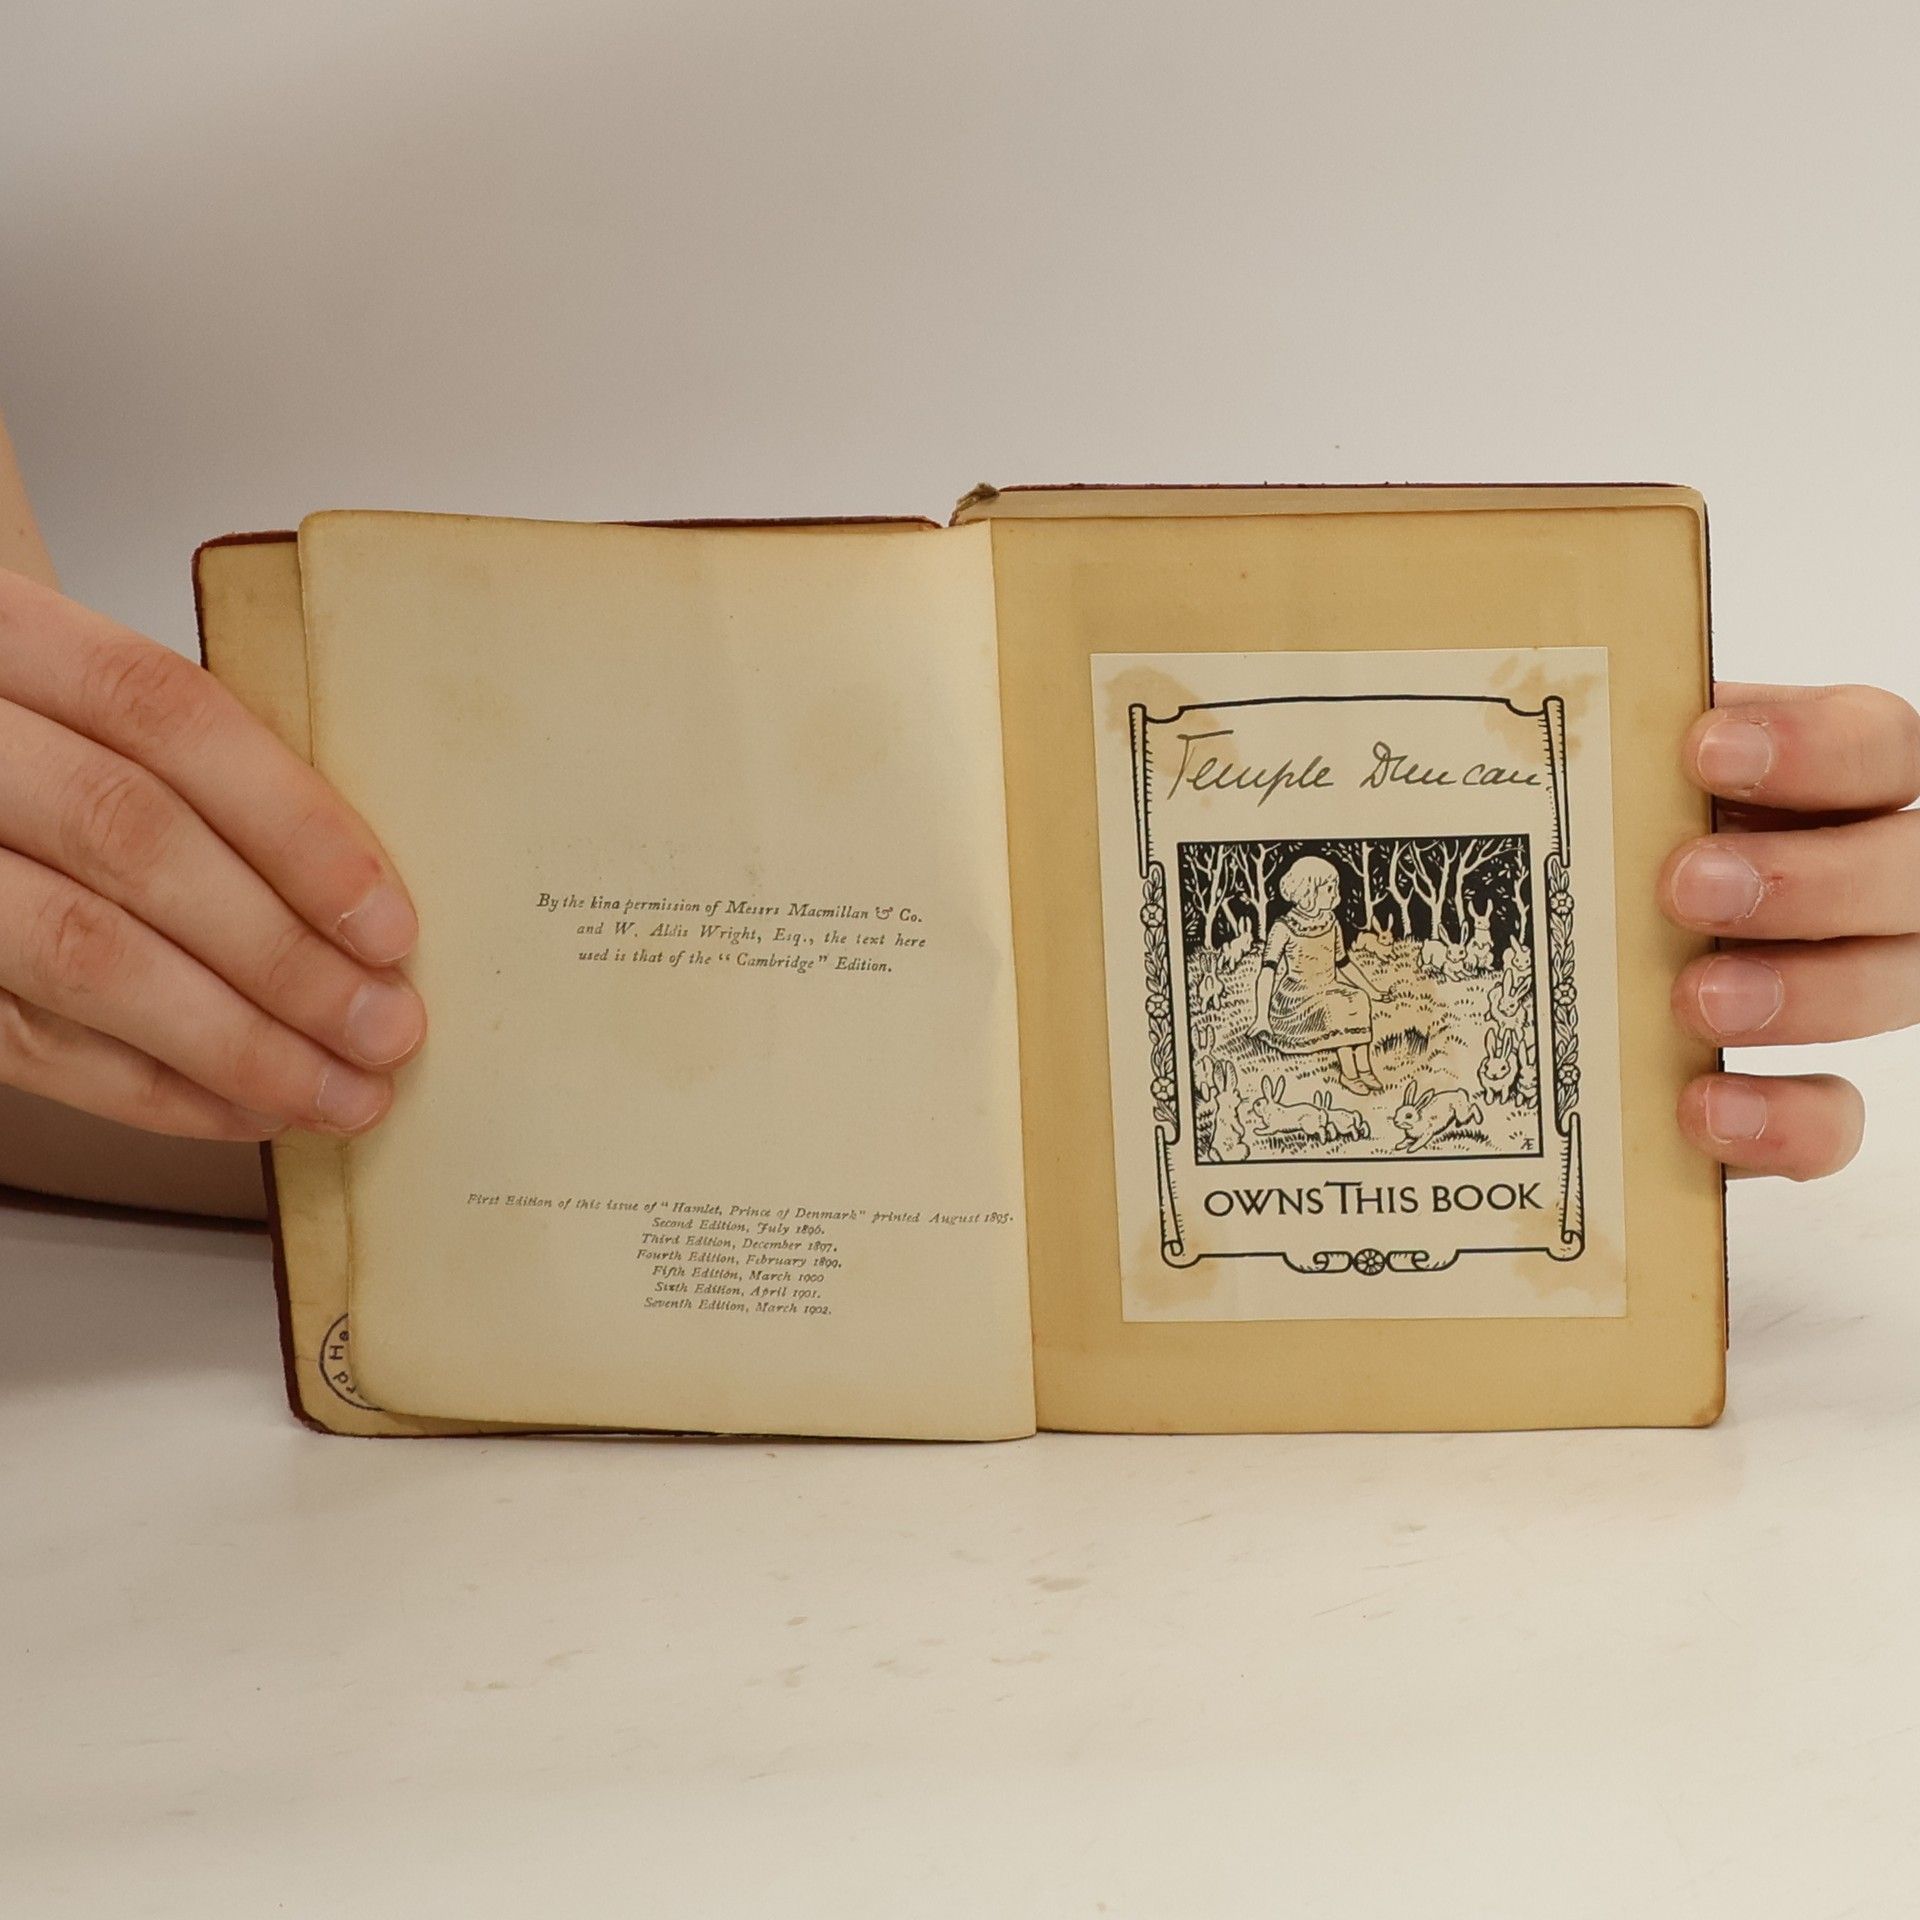 By the kind permission of Messrs Macmillan & Co.
and W. Aldis Wright, Esq., the text here
used is that of the “Cambridge” Edition.
First Edition of this issue of “Hamlet, Prince of Denmark” printed August 1895.
Second Edition, July 1896.
Third Edition, December 1897.
Fourth Edition, February 1899.
Fifth Edition, March 1900
Sixth Edition, April 1901.
Seventh Edition, March 1902.
Temple Duncan
OWNS THIS BOOK